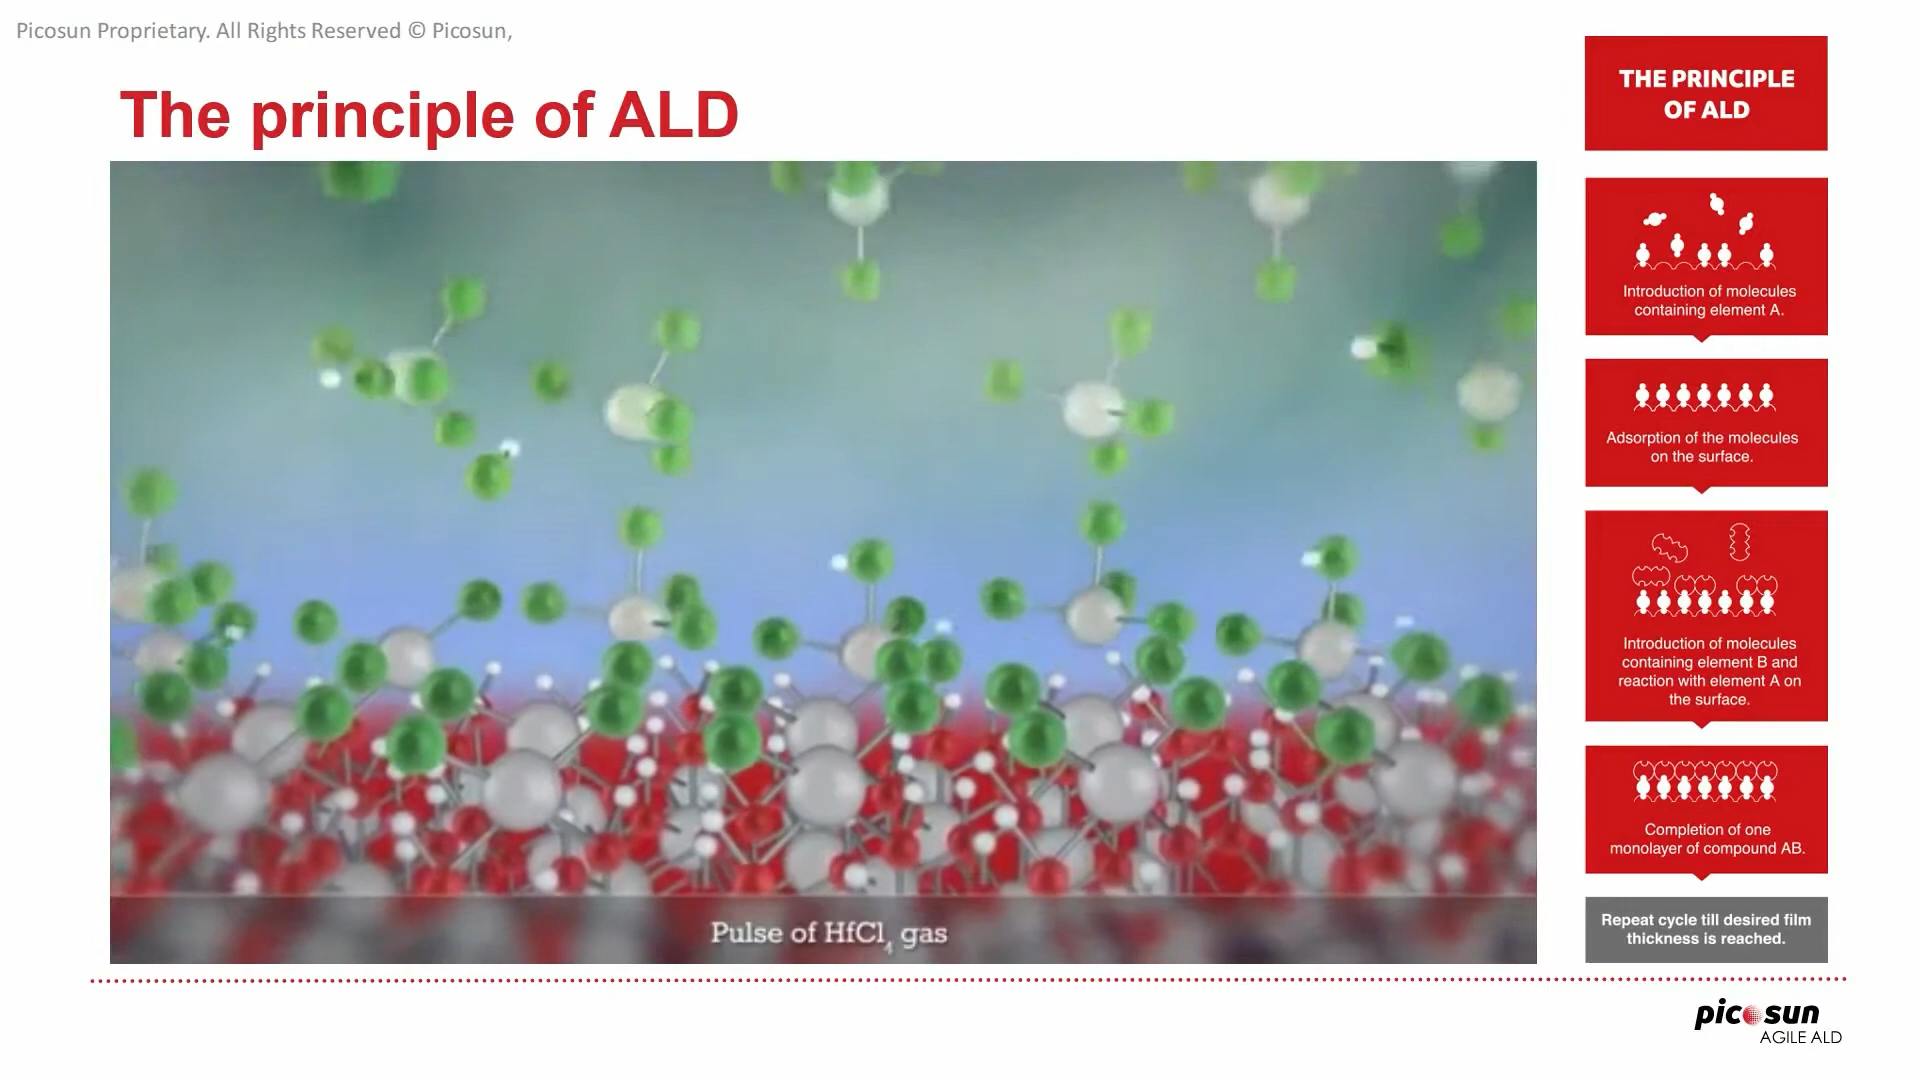 Picosun Proprietary. All Rights Reserved © Picosun,
The principle of ALD
Pulse of HfCl₄ gas
THE PRINCIPLE
OF ALD
Introduction of molecules
containing element A.
Adsorption of the molecules
on the surface.
Introduction of molecules
containing element B and
reaction with element A on
the surface.
Completion of one
monolayer of compound AB.
Repeat cycle till desired film
thickness is reached.
picosun
AGILE ALD